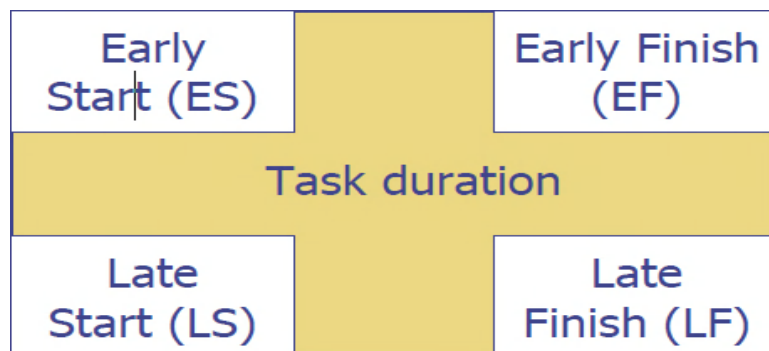 Early
Start (ES)
Early Finish
(EF)
Task duration
Late
Start (LS)
Late
Finish (LF)